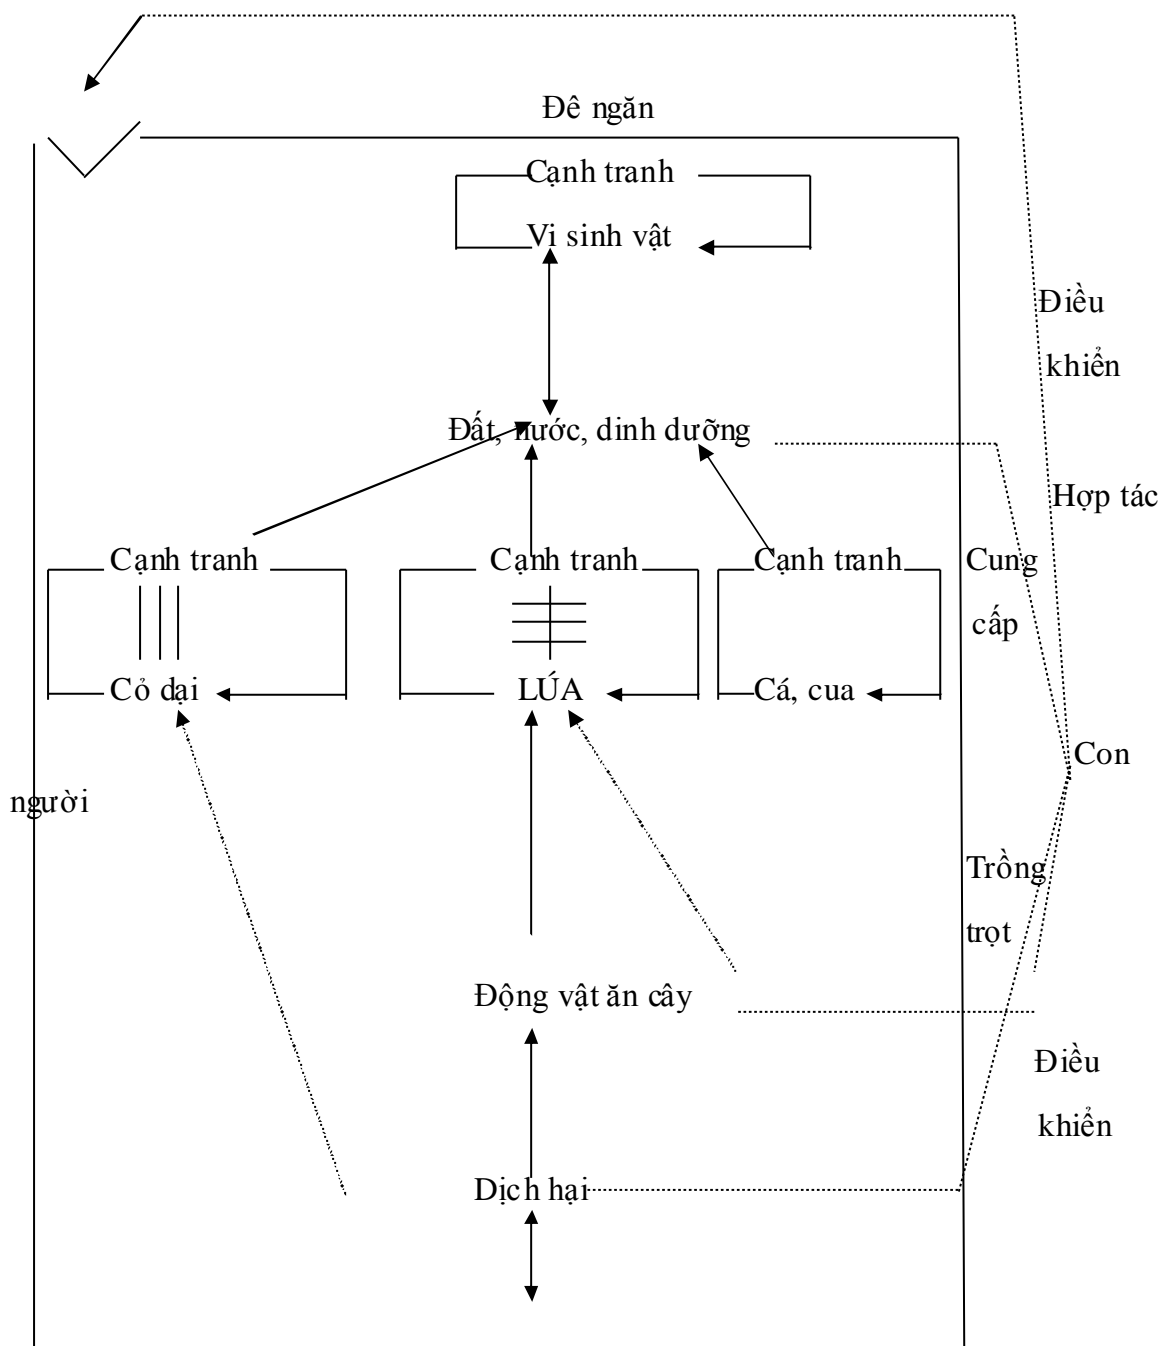 Đê ngăn
Cạnh tranh
Vi sinh vật
Điều
khiển
Đất, nước, dinh dưỡng
Hợp tác
Cạnh tranh
Cạnh tranh
Cạnh tranh
Cung
cấp
Cỏ dại
LÚA
Cá, cua
Con
người
Trồng
trọt
Động vật ăn cây
Điều
khiển
Dịch hại